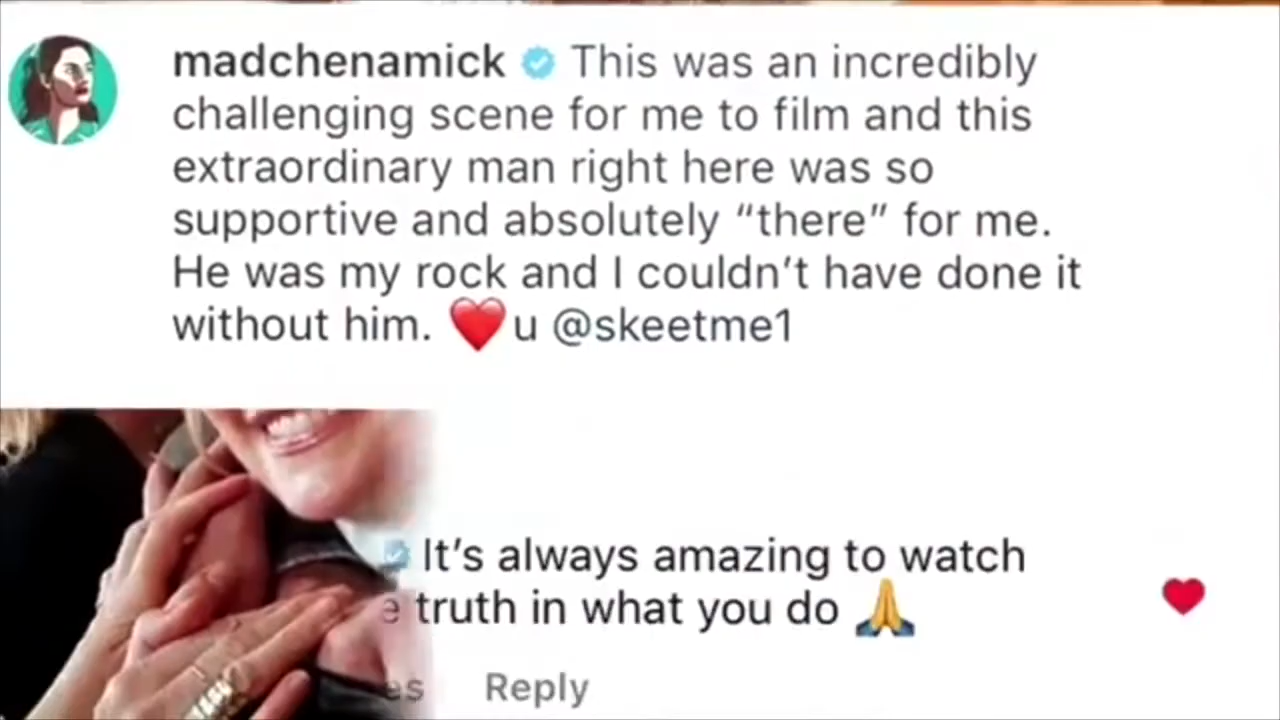 madchenamick This was an incredibly
challenging scene for me to film and this
extraordinary man right here was so
supportive and absolutely “there” for me.
He was my rock and I couldn’t have done it
without him. ❤️u @skeetme1
It’s always amazing to watch
truth in what you do 🙏
Reply